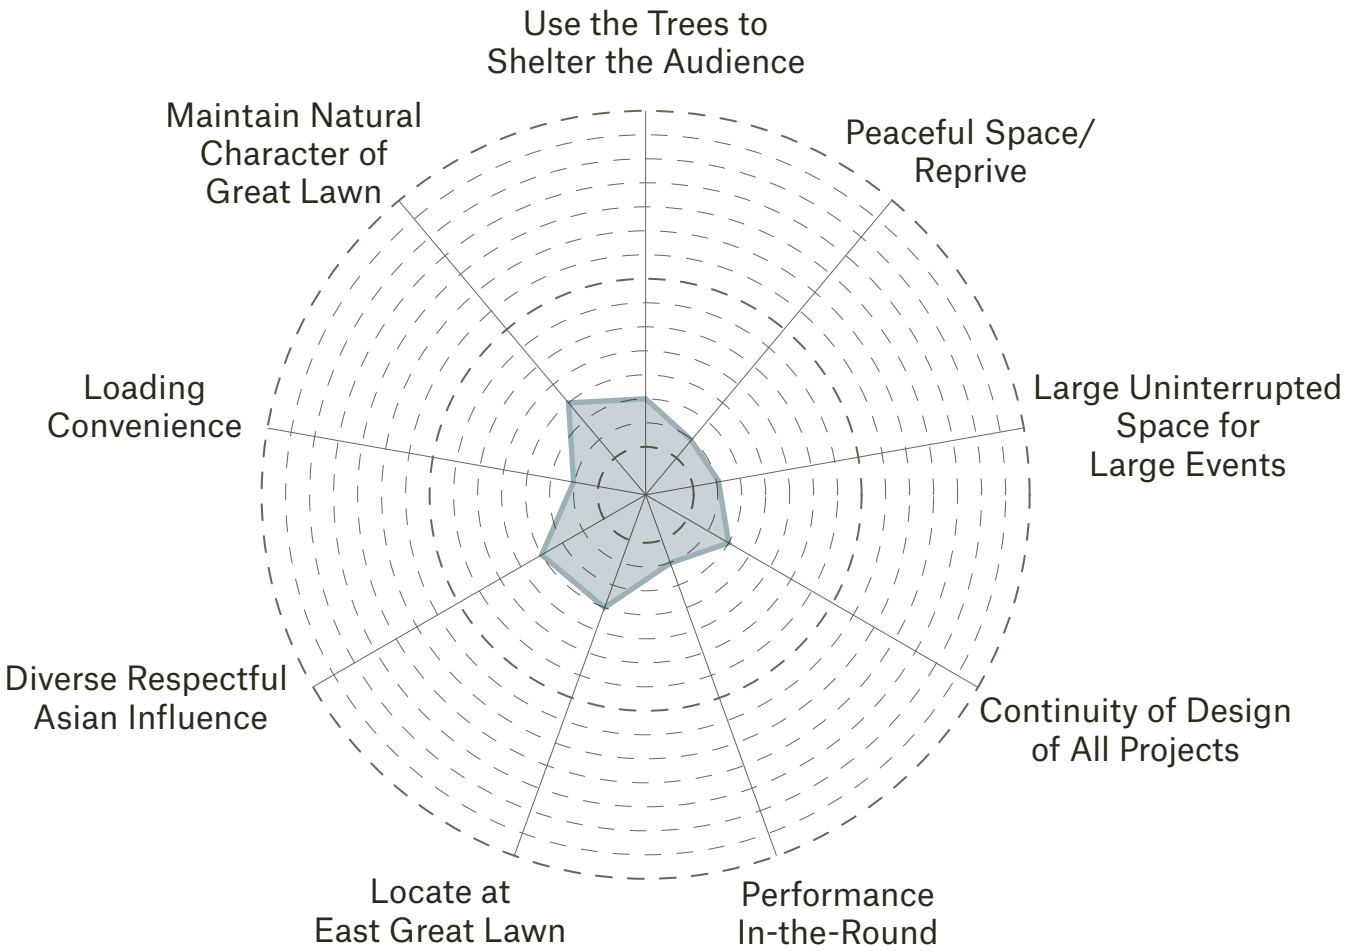 Use the Trees to
Shelter the Audience
Peaceful Space/
Reprive
Large Uninterrupted
Space for
Large Events
Continuity of Design
of All Projects
Performance
In-the-Round
Locate at
East Great Lawn
Diverse Respectful
Asian Influence
Loading
Convenience
Maintain Natural
Character of
Great Lawn